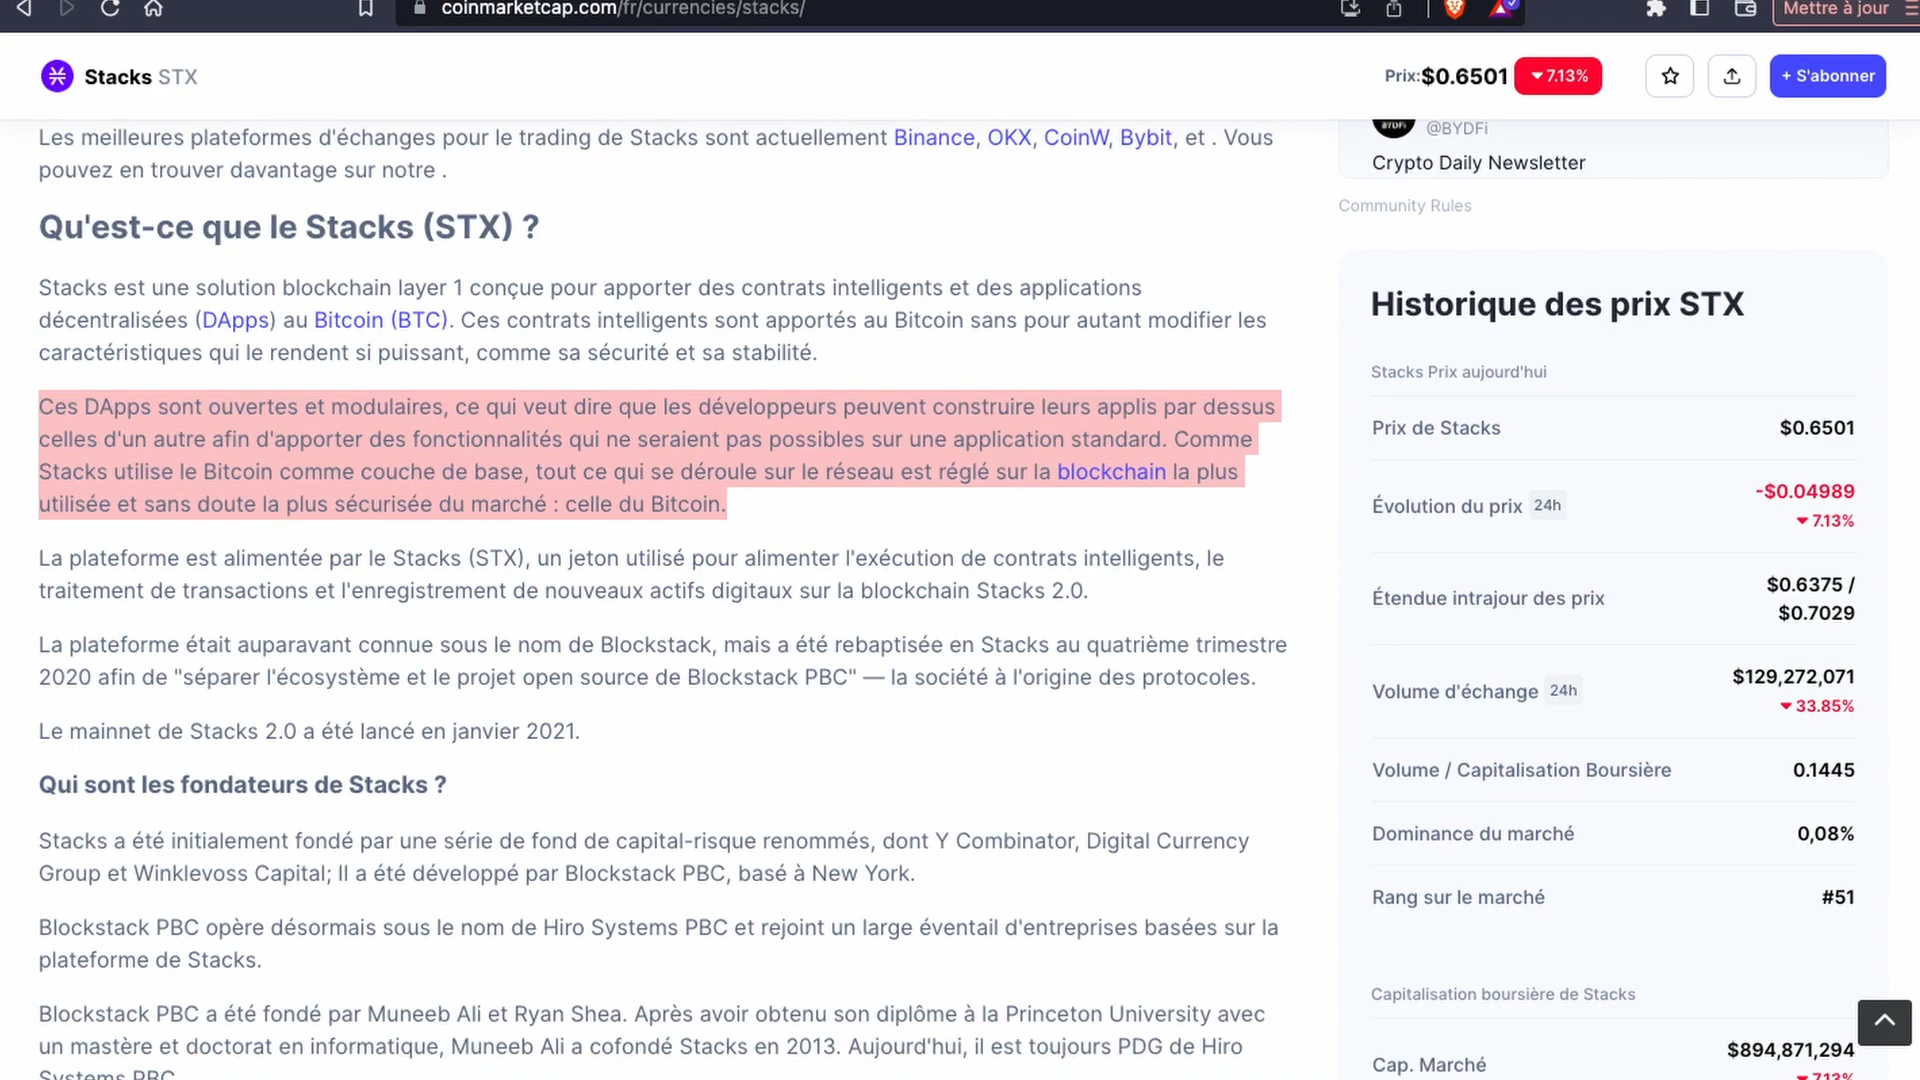 coinmarketcap.com/fr/currencies/stacks/
Mettre à jour
Stacks STX
Prix:$0.6501
7.13%
+ S'abonner
Les meilleures plateformes d'échanges pour le trading de Stacks sont actuellement Binance, OKX, CoinW, Bybit, et . Vous
pouvez en trouver davantage sur notre .
Qu'est-ce que le Stacks (STX) ?
Stacks est une solution blockchain layer 1 conçue pour apporter des contrats intelligents et des applications
décentralisées (DApps) au Bitcoin (BTC). Ces contrats intelligents sont apportés au Bitcoin sans pour autant modifier les
caractéristiques qui le rendent si puissant, comme sa sécurité et sa stabilité.
Ces DApps sont ouvertes et modulaires, ce qui veut dire que les développeurs peuvent construire leurs applis par dessus
celles d'un autre afin d'apporter des fonctionnalités qui ne seraient pas possibles sur une application standard. Comme
Stacks utilise le Bitcoin comme couche de base, tout ce qui se déroule sur le réseau est réglé sur la blockchain la plus
utilisée et sans doute la plus sécurisée du marché : celle du Bitcoin.
La plateforme est alimentée par le Stacks (STX), un jeton utilisé pour alimenter l'exécution de contrats intelligents, le
traitement de transactions et l'enregistrement de nouveaux actifs digitaux sur la blockchain Stacks 2.0.
La plateforme était auparavant connue sous le nom de Blockstack, mais a été rebaptisée en Stacks au quatrième trimestre
2020 afin de "séparer l'écosystème et le projet open source de Blockstack PBC" — la société à l'origine des protocoles.
Le mainnet de Stacks 2.0 a été lancé en janvier 2021.
Qui sont les fondateurs de Stacks ?
Stacks a été initialement fondé par une série de fond de capital-risque renommés, dont Y Combinator, Digital Currency
Group et Winklevoss Capital; Il a été développé par Blockstack PBC, basé à New York.
Blockstack PBC opère désormais sous le nom de Hiro Systems PBC et rejoint un large éventail d'entreprises basées sur la
plateforme de Stacks.
Blockstack PBC a été fondé par Muneeb Ali et Ryan Shea. Après avoir obtenu son diplôme à la Princeton University avec
un mastère et doctorat en informatique, Muneeb Ali a cofondé Stacks en 2013. Aujourd'hui, il est toujours PDG de Hiro
Systems PBC
BYDFi
@BYDFi
Crypto Daily Newsletter
Community Rules
Historique des prix STX
Stacks Prix aujourd'hui
Prix de Stacks
$0.6501
Évolution du prix 24h
-$0.04989
7.13%
Étendue intrajour des prix
$0.6375 /
$0.7029
Volume d'échange 24h
$129,272,071
33.85%
Volume / Capitalisation Boursière
0.1445
Dominance du marché
0,08%
Rang sur le marché
#51
Capitalisation boursière de Stacks
Cap. Marché
$894,871,294
7.13%